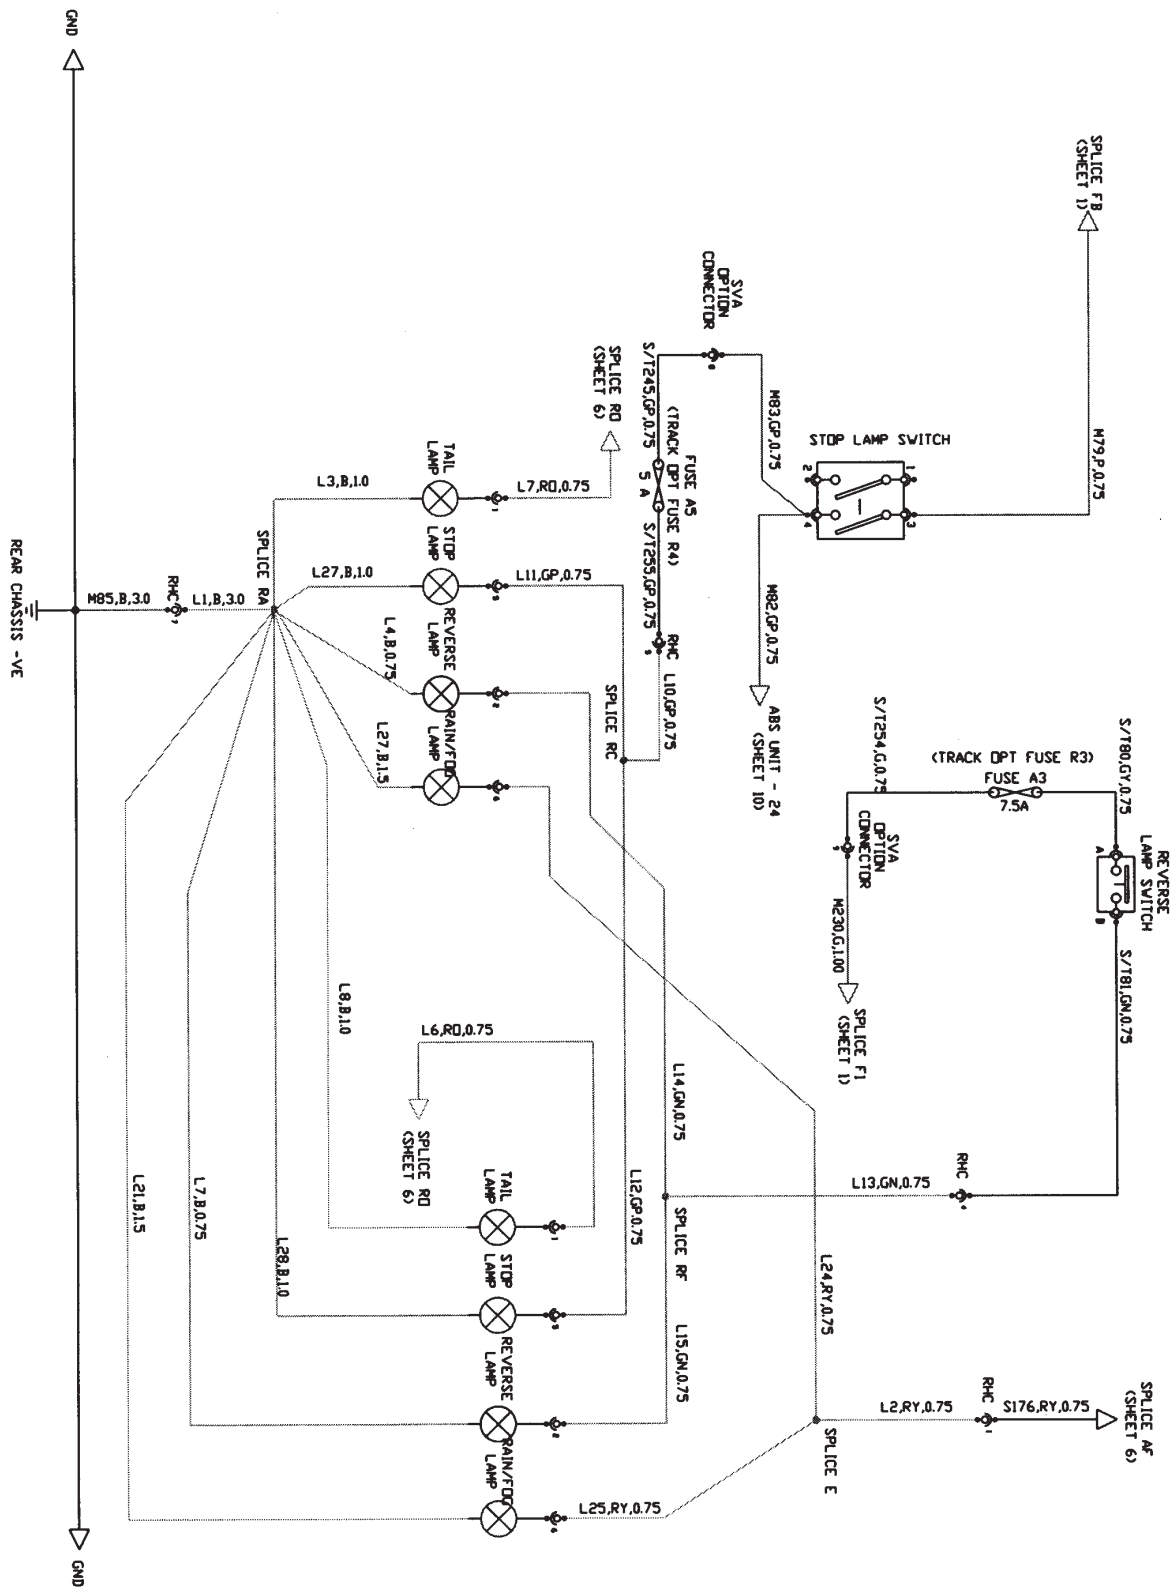 SPLICE FB
(SHEET 1)
M79,P,0.75
STOP LAMP SWITCH
1
2
3
4
M83,GP,0.75
M82,GP,0.75
ABS UNIT - 24
(SHEET 10)
SVA
OPTION
CONNECTOR
S/T245,GP,0.75
FUSE A5
(TRACK OPT FUSE R4)
5 A
S/T255,GP,0.75
RHC
L10,GP,0.75
SPLICE RC
SPLICE RO
(SHEET 6)
L7,RO,0.75
1
TAIL
LAMP
L3,B,1.0
L11,GP,0.75
STOP
LAMP
L27,B,1.0
REVERSE
LAMP
L4,B,0.75
RAIN/FOG
LAMP
L27,B,1.5
SPLICE RA
L1,B,3.0
RHC
7
M85,B,3.0
REAR CHASSIS -VE
GND
GND
S/T80,GY,0.75
(TRACK OPT FUSE R3)
FUSE A3
7.5A
S/T254,G,0.75
SVA
OPTION
CONNECTOR
M230,G,1.00
SPLICE F1
(SHEET 1)
REVERSE
LAMP SWITCH
A
B
S/T81,GN,0.75
RHC
L13,GN,0.75
L14,GN,0.75
SPLICE RF
L15,GN,0.75
L12,GP,0.75
L24,RY,0.75
SPLICE AF
(SHEET 6)
S176,RY,0.75
RHC
1
L2,RY,0.75
SPLICE E
L25,RY,0.75
L6,RO,0.75
SPLICE RO
(SHEET 6)
TAIL
LAMP
1
STOP
LAMP
REVERSE
LAMP
RAIN/FOG
LAMP
L8,B,1.0
L28,B,1.0
L7,B,0.75
L21,B,1.5